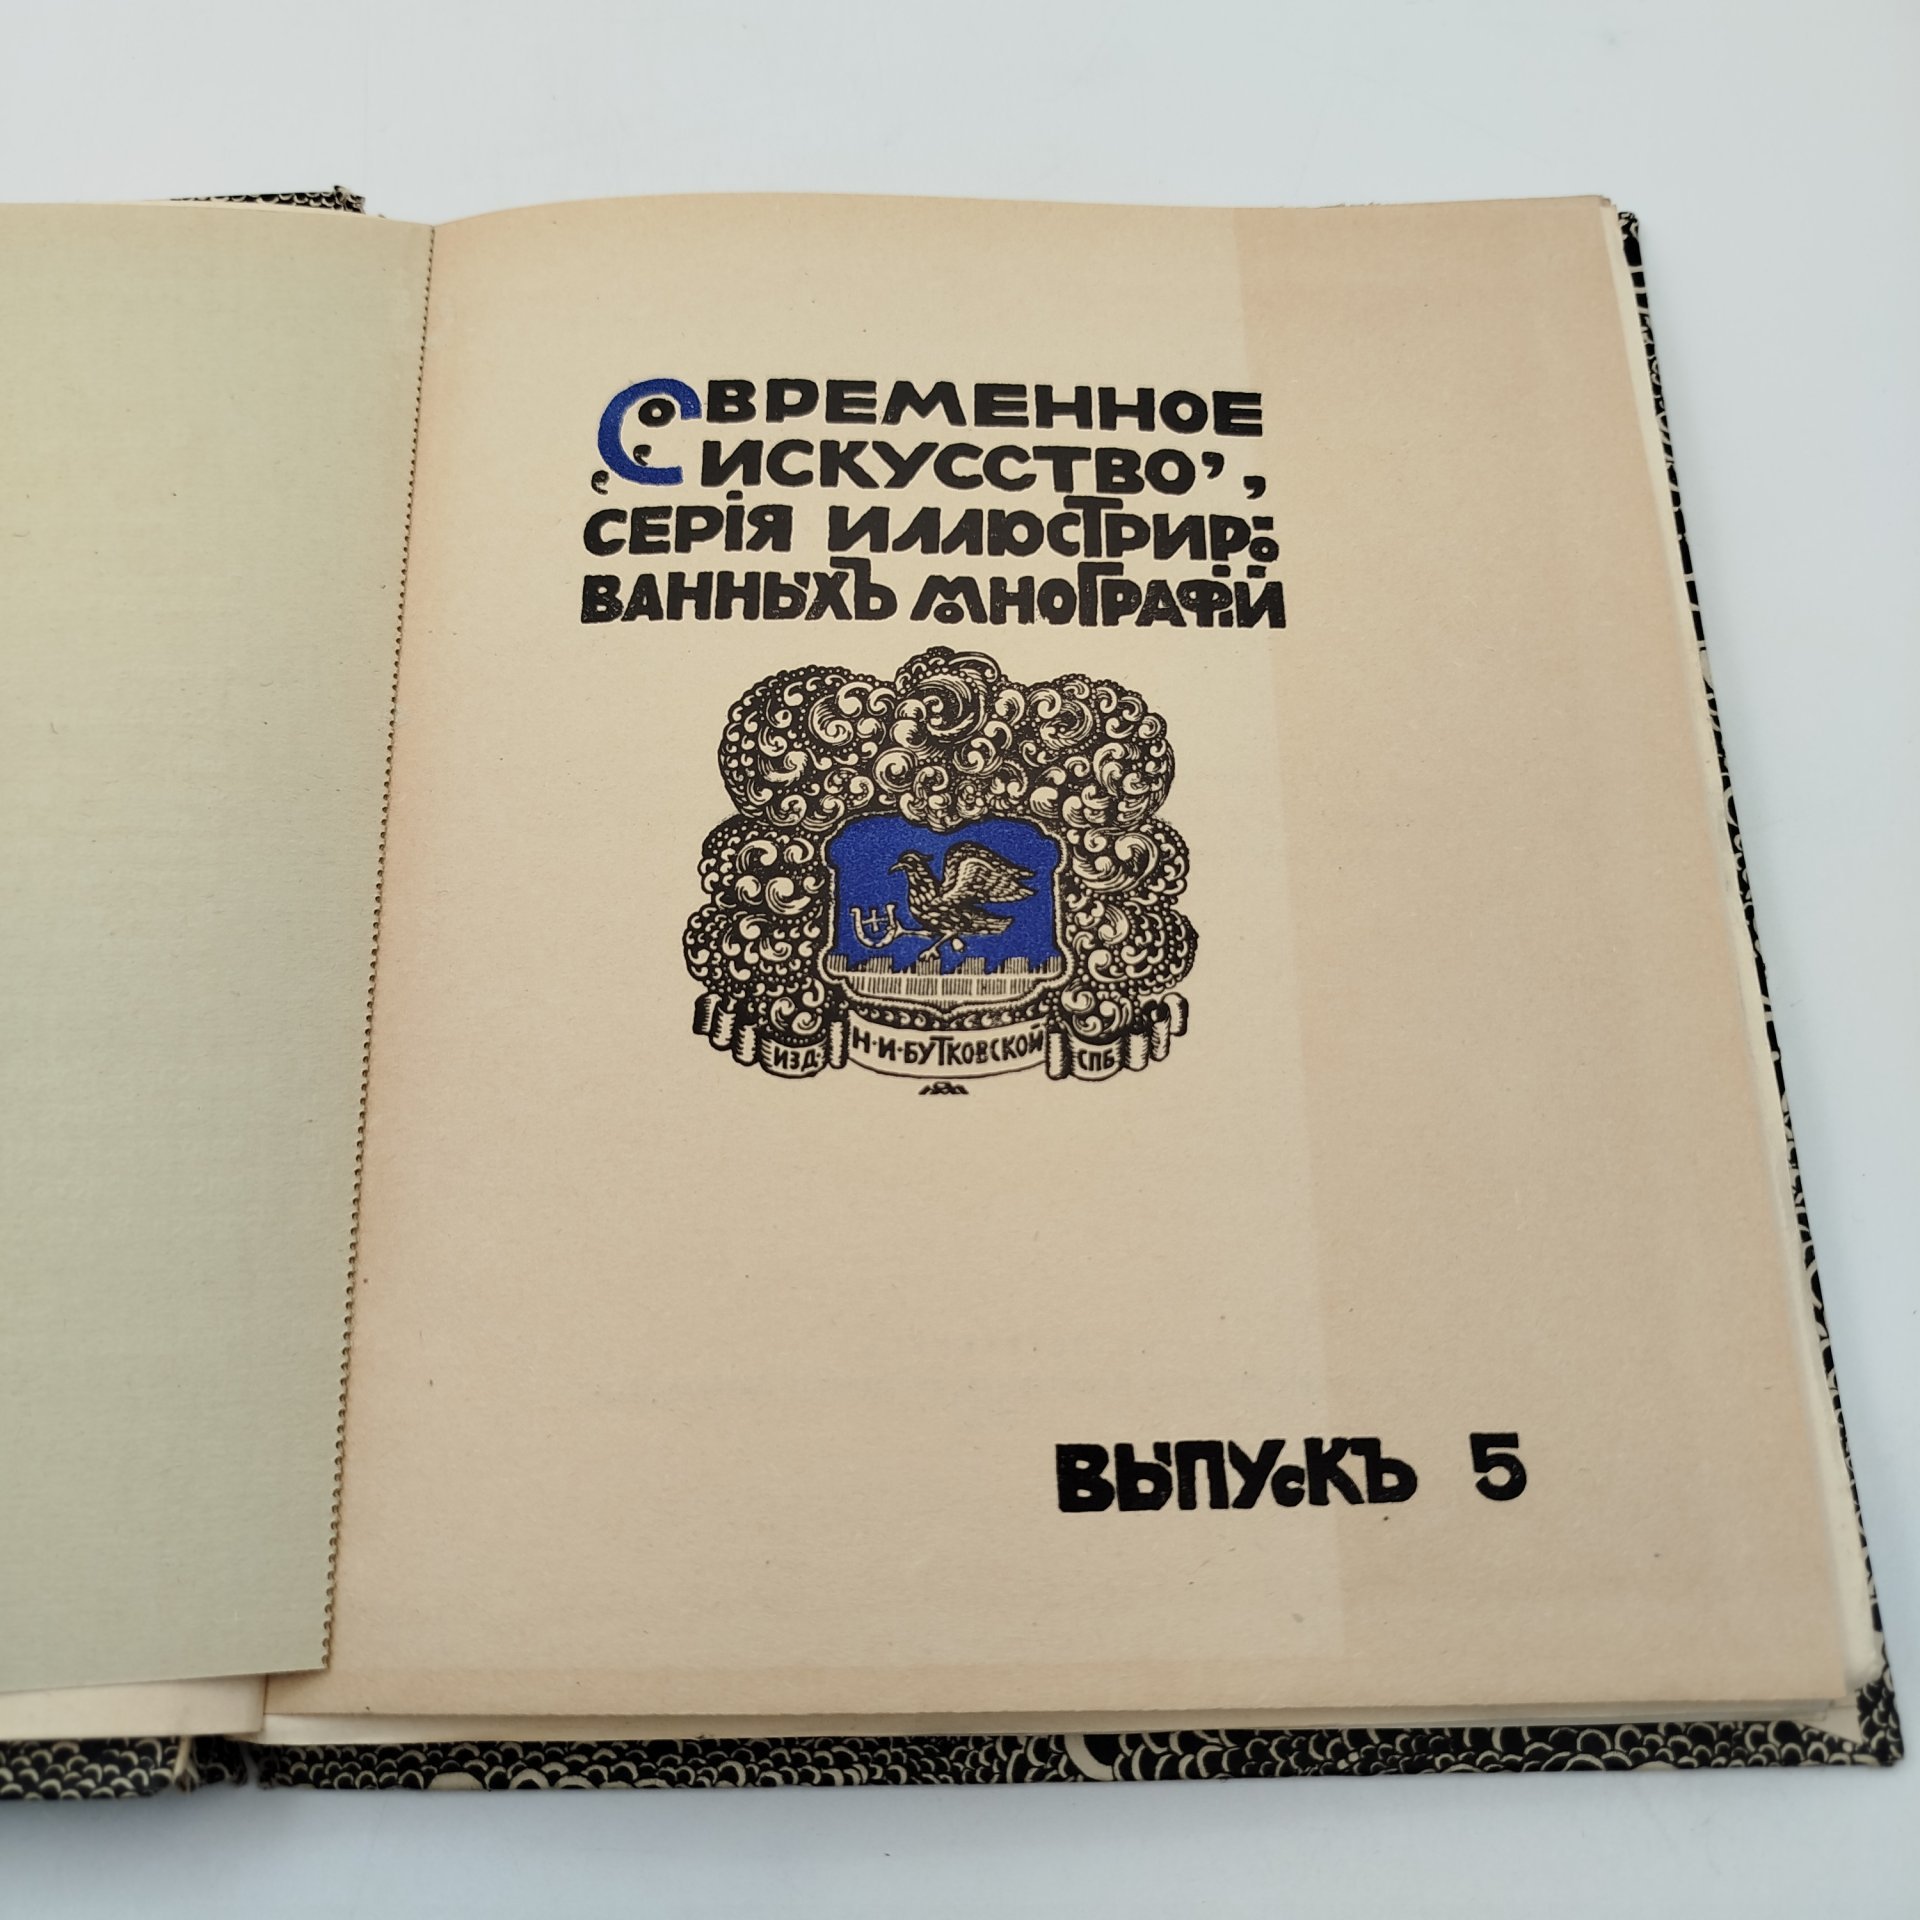 Современное
„Искусство”,
серія иллюстриро-
ванныхъ монографій
изд. Н·И·Бутковской СПБ
Выпускъ 5